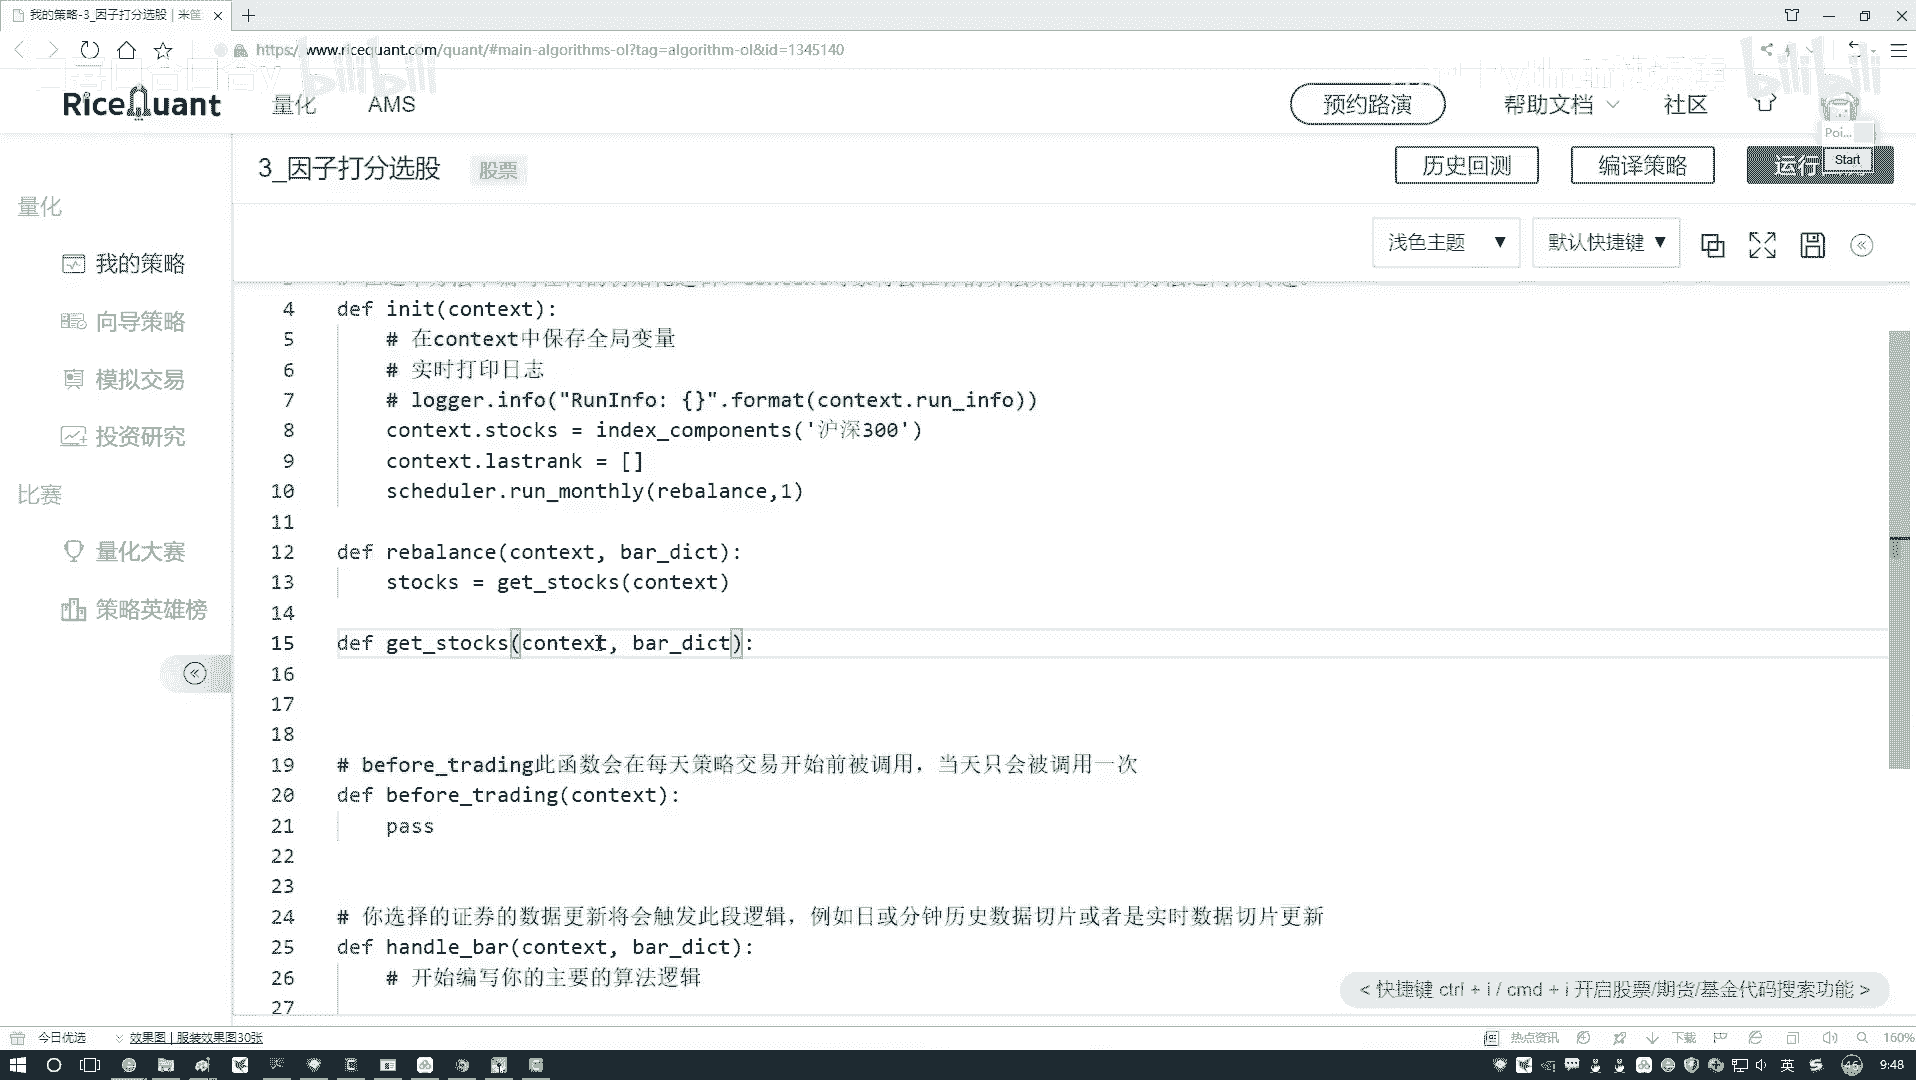 我的策略-3_因子打分选股 | 米筐
https://www.ricequant.com/quant/#main-algorithms-ol?tag=algorithm-ol&id=1345140
bilibili
bilibili
RiceQuant 量化 AMS 预约路演 帮助文档 社区
Poi...
Start
3_因子打分选股 股票 历史回测 编译策略 运行
量化
我的策略
向导策略
模拟交易
投资研究
比赛
量化大赛
策略英雄榜
浅色主题 ▼ 默认快捷键 ▼
4 def init(context):
5 # 在context中保存全局变量
6 # 实时打印日志
7 # logger.info("RunInfo: {}".format(context.run_info))
8 context.stocks = index_components('沪深300')
9 context.lastrank = []
10 scheduler.run_monthly(rebalance,1)
11
12 def rebalance(context, bar_dict):
13 stocks = get_stocks(context)
14
15 def get_stocks(context, bar_dict):
16
17
18
19 # before_trading此函数会在每天策略交易开始前被调用，当天只会被调用一次
20 def before_trading(context):
21 pass
22
23
24 # 你选择的证券的数据更新将会触发此段逻辑，例如日或分钟历史数据切片或者是实时数据切片更新
25 def handle_bar(context, bar_dict):
26 # 开始编写你的主要的算法逻辑
27
< 快捷键 ctrl + i / cmd + i 开启股票/期货/基金代码搜索功能 >
今日优选 效果图 | 服装效果图30张 热点资讯 下载 160%
英 46 9:48